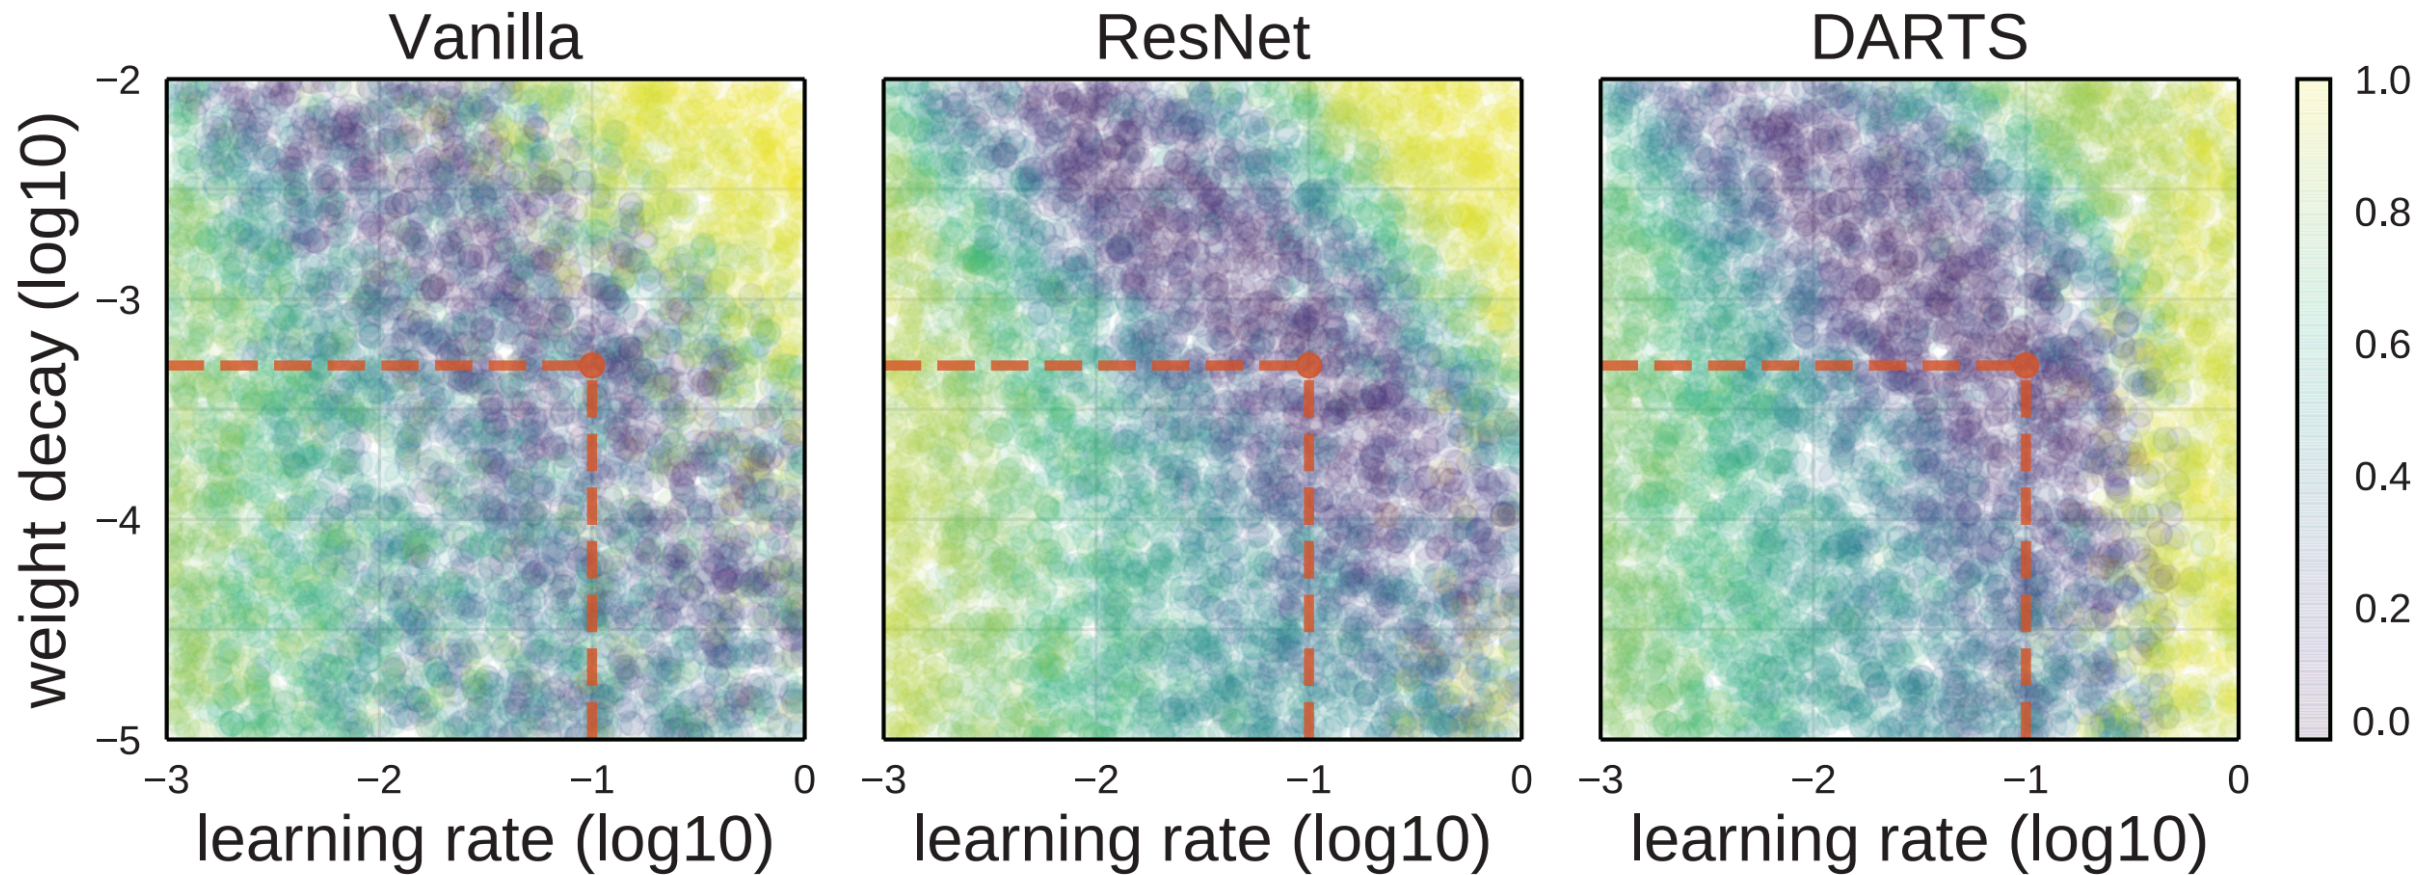 Vanilla ResNet DARTS
−2 1.0
weight decay (log10)
−3 0.8
−4 0.6
−5 0.4
0.2
0.0
−3 −2 −1 0 −3 −2 −1 0 −3 −2 −1 0
learning rate (log10) learning rate (log10) learning rate (log10)